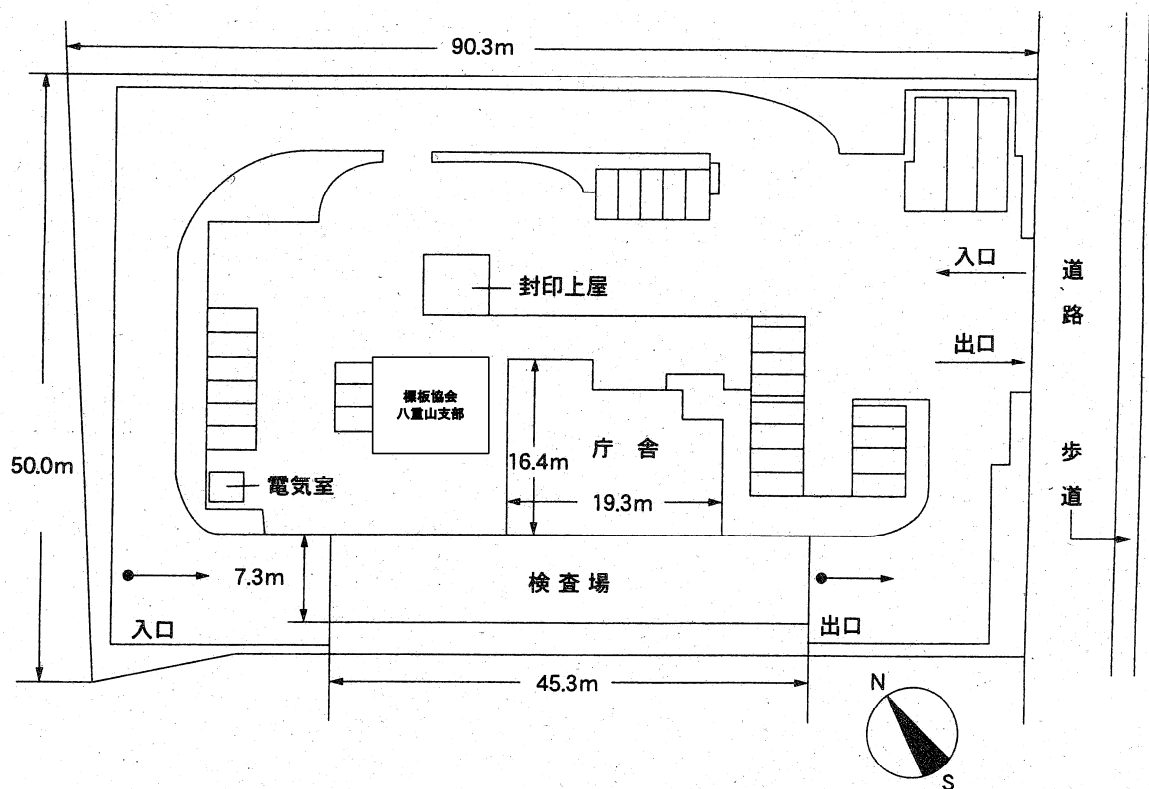 90.3m
入口
道路
封印上屋
出口
標板協会
八重山支部
50.0m
16.4m
庁舎
歩道
電気室
19.3m
7.3m
検査場
入口
出口
45.3m
N
S